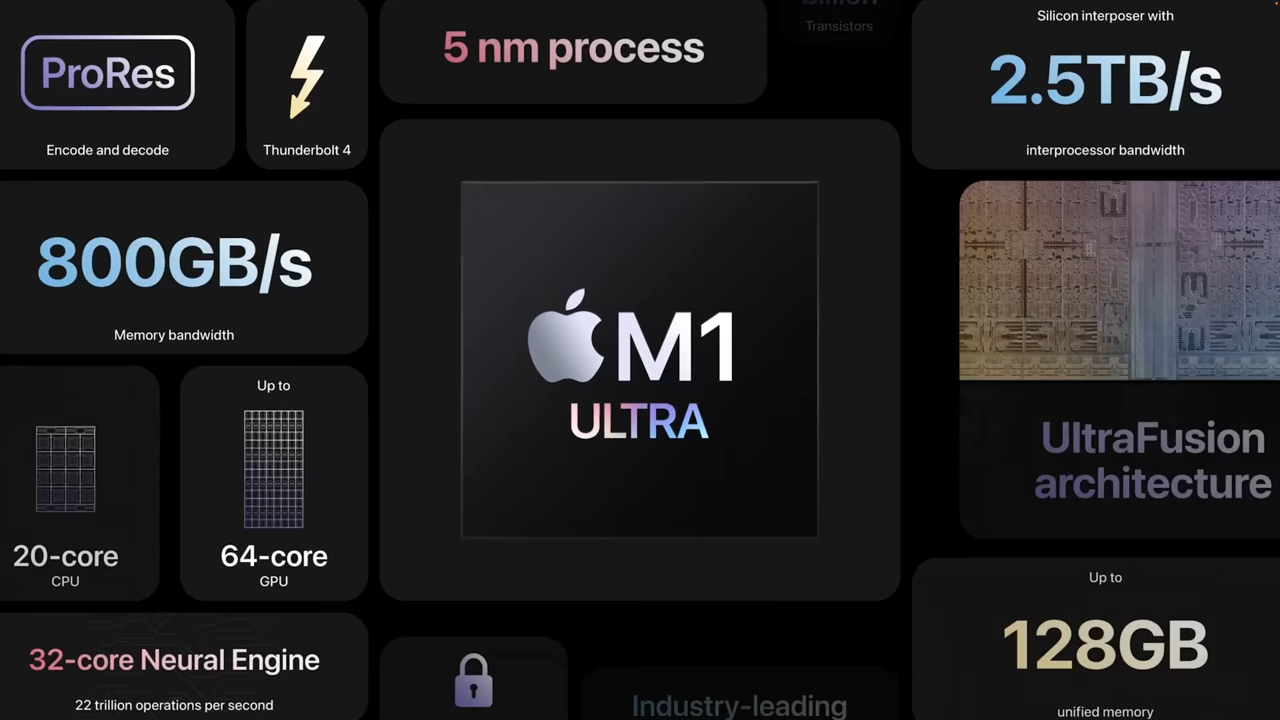 ProRes
Encode and decode
Thunderbolt 4
5 nm process
Transistors
Silicon interposer with
2.5TB/s
interprocessor bandwidth
800GB/s
Memory bandwidth
M1
ULTRA
UltraFusion
architecture
20-core
CPU
Up to
64-core
GPU
32-core Neural Engine
22 trillion operations per second
Industry-leading
Up to
128GB
unified memory